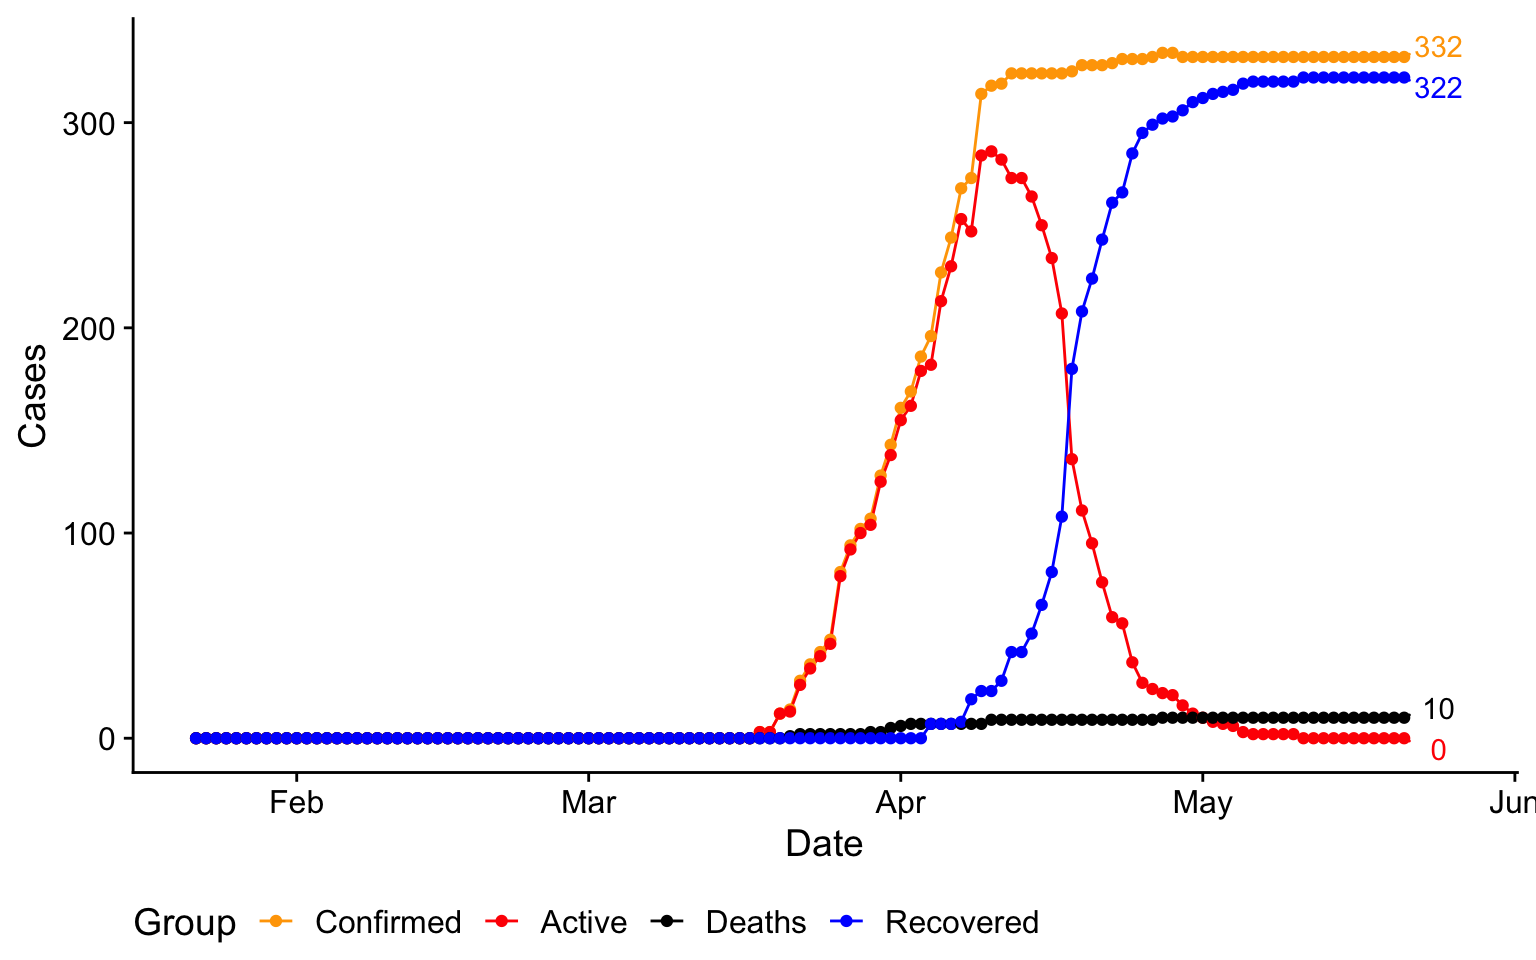 332
322
300
200
100
0
10
0
Cases
Feb Mar Apr May Jun
Date
Group Confirmed Active Deaths Recovered